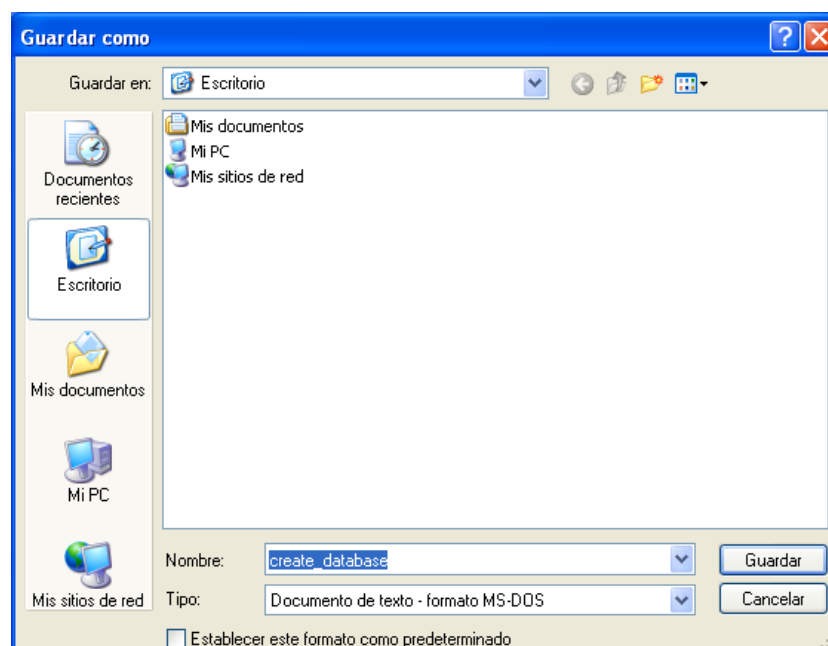 Guardar como
Guardar en: Escritorio
Mis documentos
Mi PC
Mis sitios de red
Documentos
recientes
Escritorio
Mis documentos
Mi PC
Mis sitios de red
Nombre: create_database Guardar
Tipo: Documento de texto - formato MS-DOS Cancelar
Establecer este formato como predeterminado